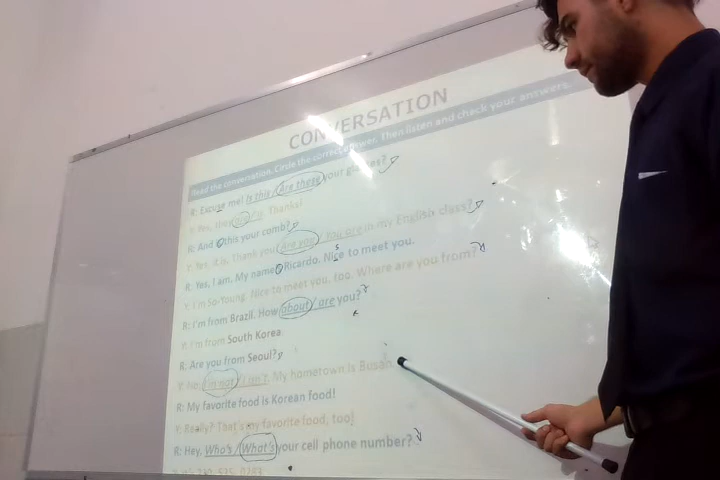 CONVERSATION
Read the conversation. Circle the correct answer. Then listen and check your answers.
R: Excuse me! Is this / are these your glasses?
Y: Yes, they are / is. Thanks!
R: And is this your comb?
Y: Yes, it is. Thank you. Are you / You are in my English class?
R: Yes, I am. My name Ricardo. Nice to meet you.
Y: I'm So-Young. Nice to meet you, too. Where are you from?
R: I'm from Brazil. How about / are you?
Y: I'm from South Korea
R: Are you from Seoul?
Y: No, I'm not / I isn't. My hometown is Busan
R: My favorite food is Korean food!
Y: Really? That's my favorite food, too!
R: Hey, Who's / What's your cell phone number?